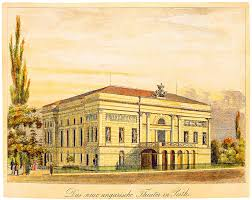 Das neue ungarische Theater in Pesth.